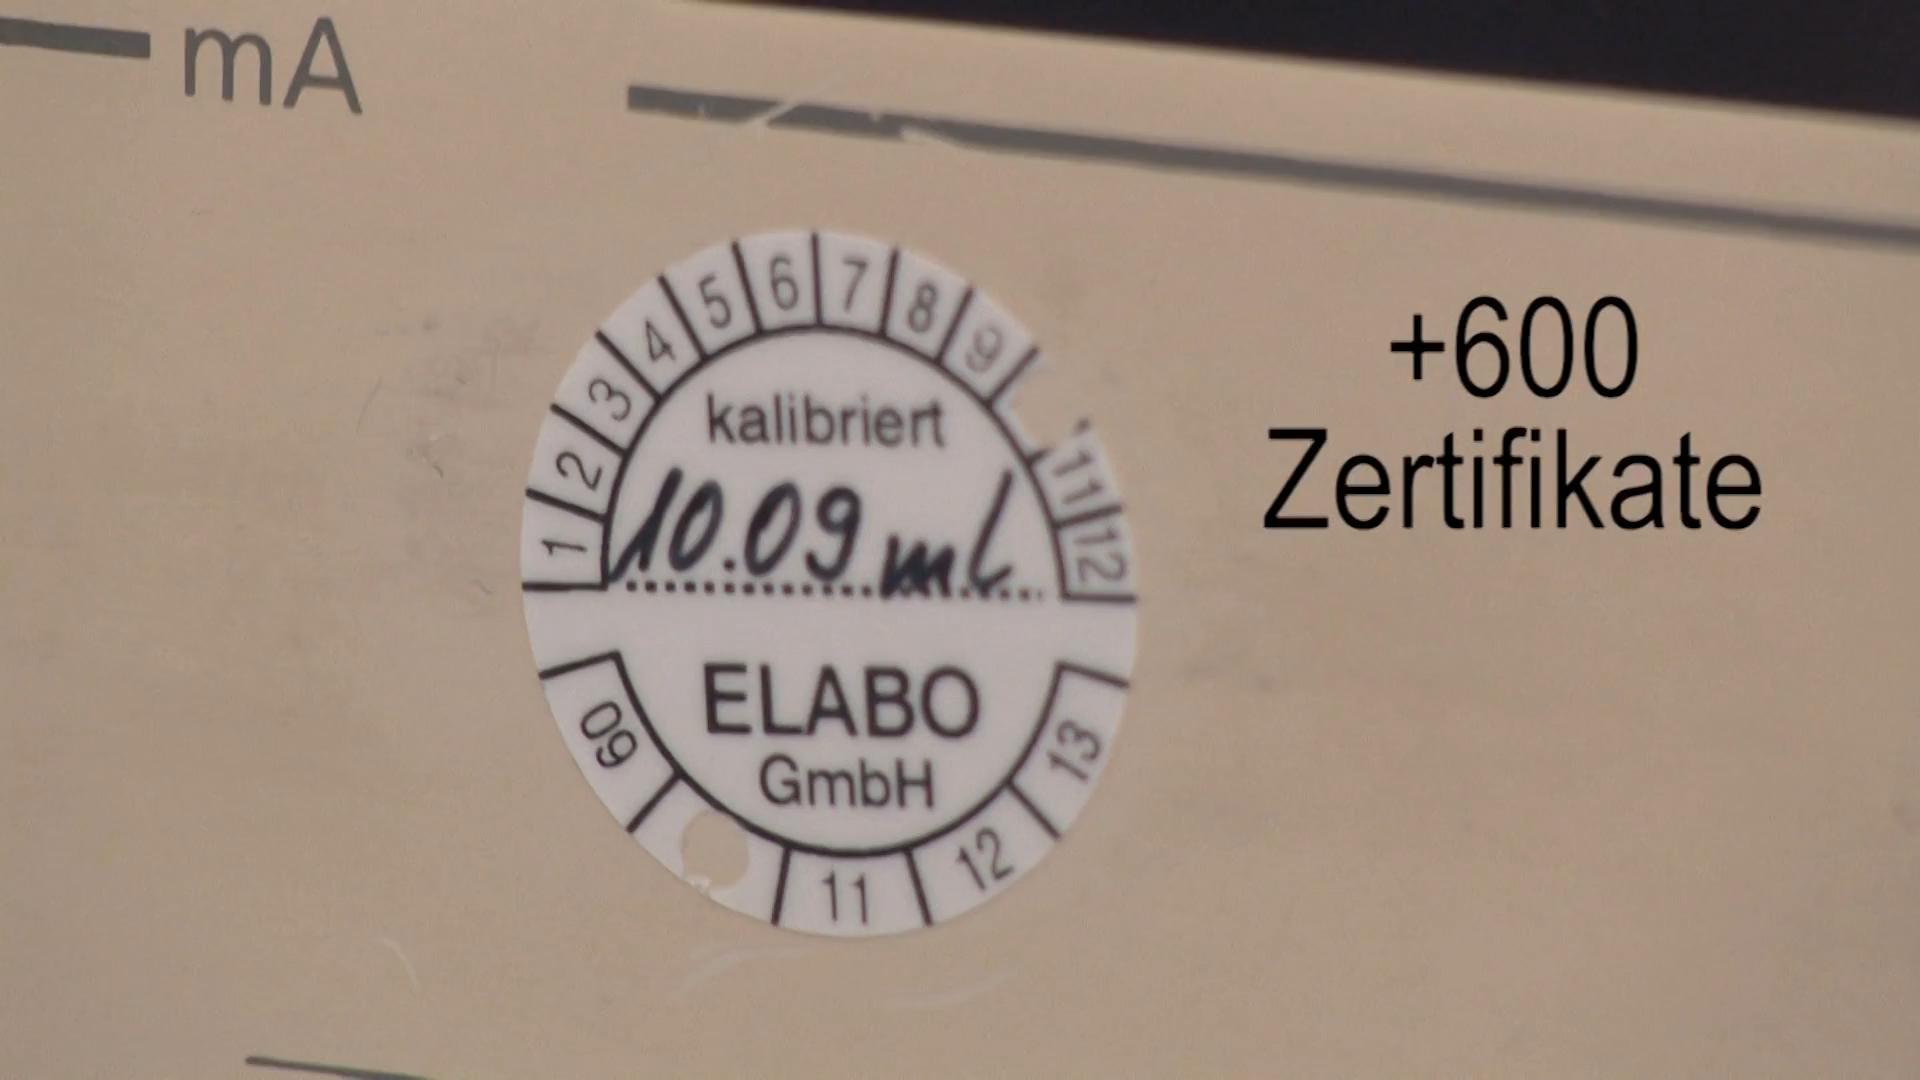 mA
1 2 3 4 5 6 7 8 9 11 12
kalibriert
10.09 ml
ELABO
GmbH
09 11 12 13
+600
Zertifikate